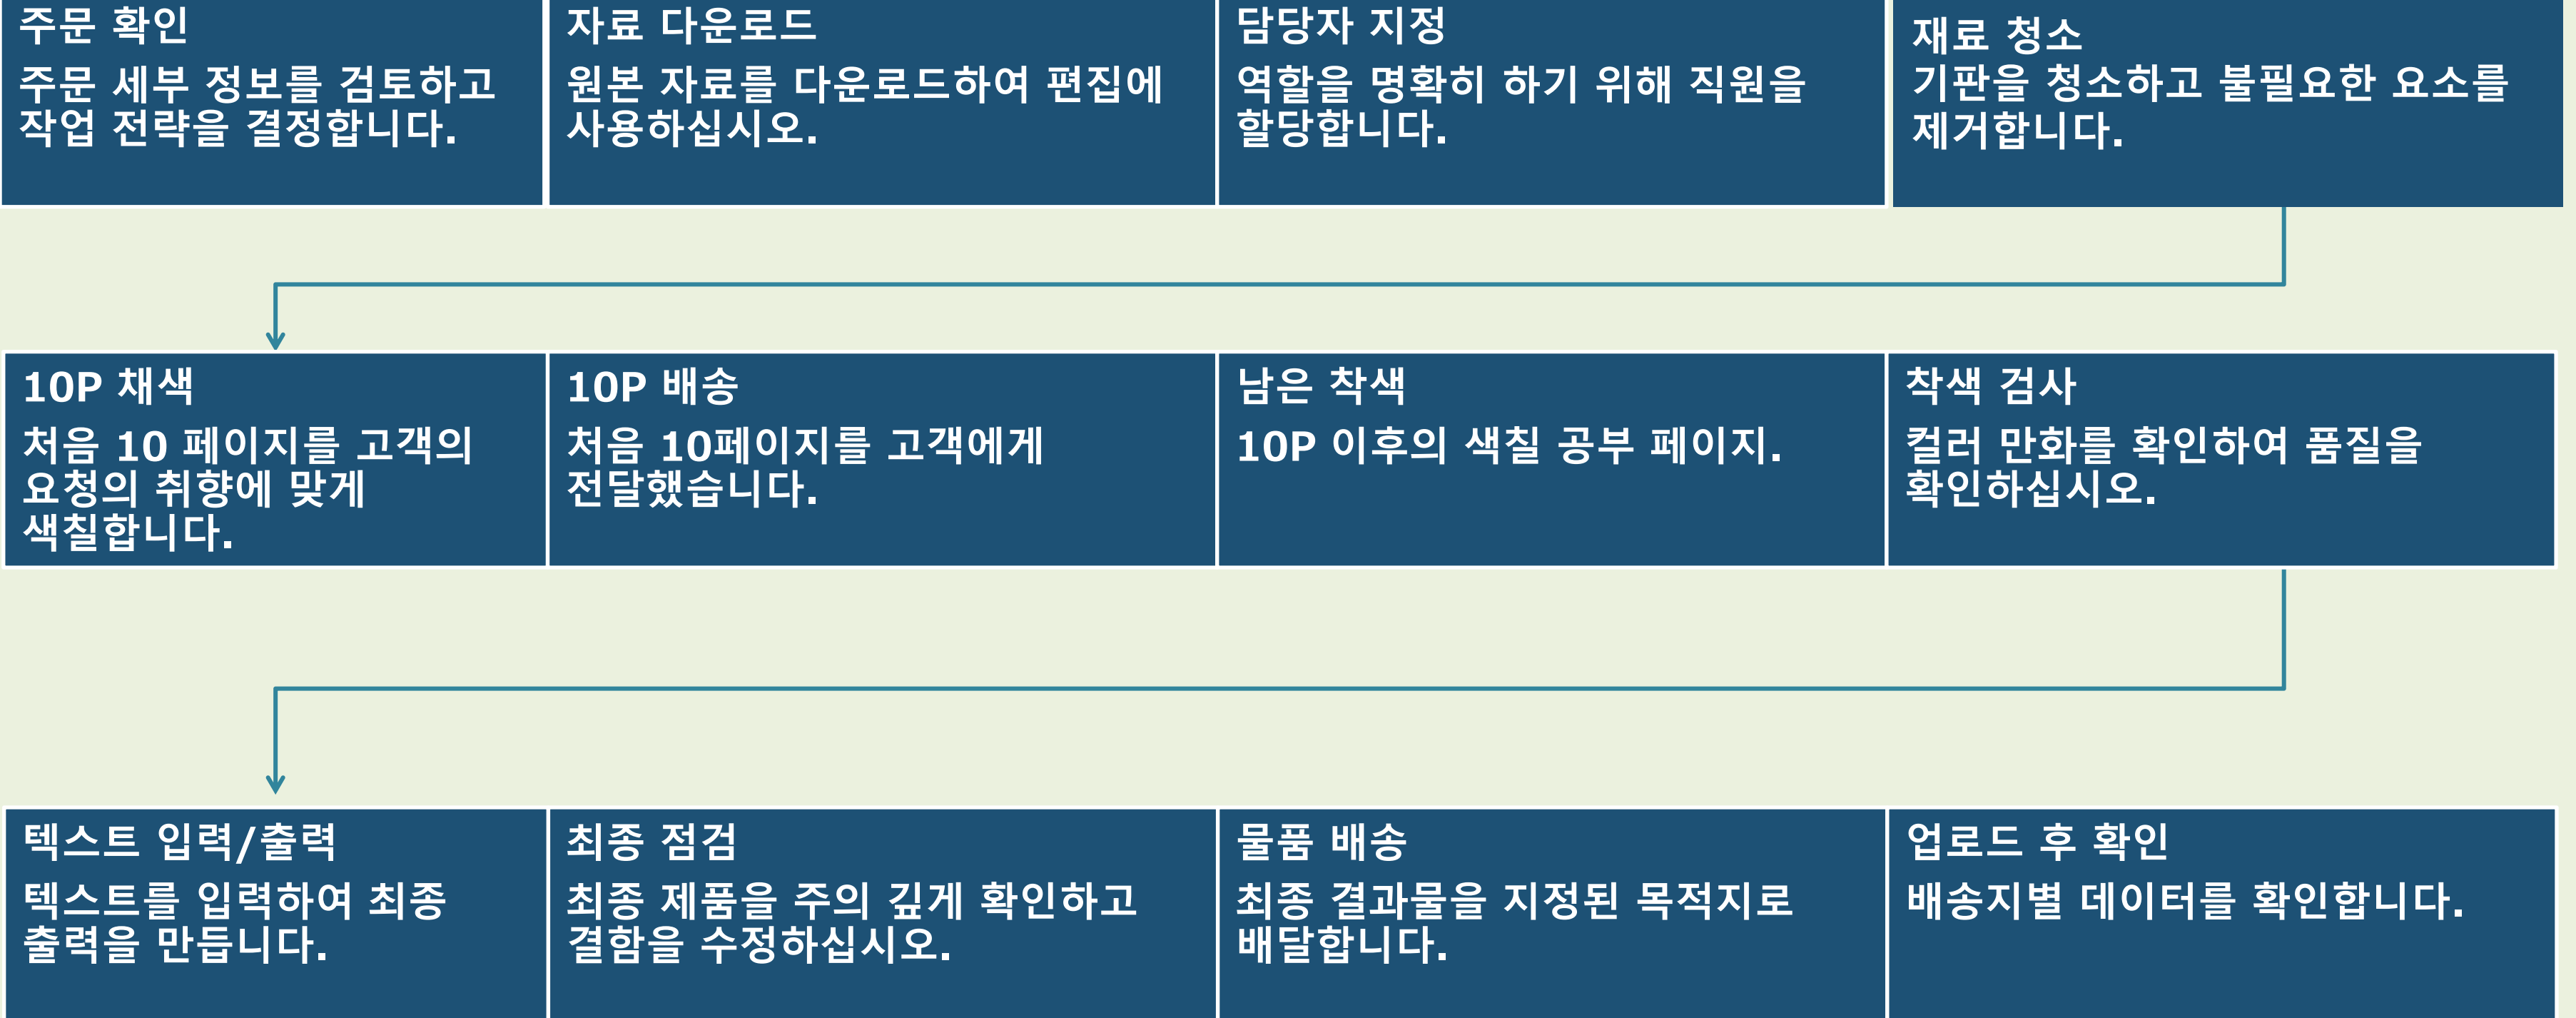 주문 확인
주문 세부 정보를 검토하고
작업 전략을 결정합니다.
자료 다운로드
원본 자료를 다운로드하여 편집에
사용하십시오.
담당자 지정
역할을 명확히 하기 위해 직원을
할당합니다.
재료 청소
기판을 청소하고 불필요한 요소를
제거합니다.
10P 채색
처음 10 페이지를 고객의
요청의 취향에 맞게
색칠합니다.
10P 배송
처음 10페이지를 고객에게
전달했습니다.
남은 착색
10P 이후의 색칠 공부 페이지.
착색 검사
컬러 만화를 확인하여 품질을
확인하십시오.
텍스트 입력/출력
텍스트를 입력하여 최종
출력을 만듭니다.
최종 점검
최종 제품을 주의 깊게 확인하고
결함을 수정하십시오.
물품 배송
최종 결과물을 지정된 목적지로
배달합니다.
업로드 후 확인
배송지별 데이터를 확인합니다.